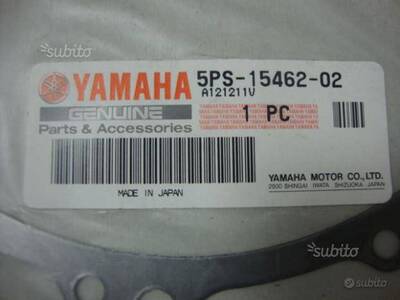 subito
subito
YAMAHA
5PS-15462-02
A121211V
GENUINE
Parts & Accessories
1 PC
MADE IN JAPAN
YAMAHA MOTOR CO.,LTD.
2500 SHINGAI IWATA SHIZUOKA JAPAN
subito
subito